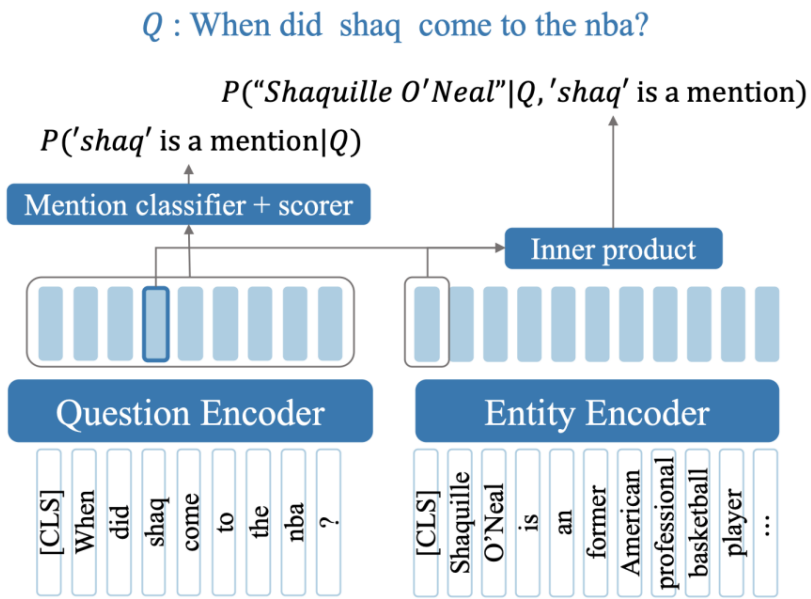 Q : When did shaq come to the nba?
P("Shaquille O'Neal"|Q, 'shaq' is a mention)
P('shaq' is a mention|Q)
Mention classifier + scorer
Inner product
Question Encoder
Entity Encoder
[CLS]
When
did
shaq
come
to
the
nba
?
[CLS]
Shaquille
O'Neal
is
an
former
American
professional
basketball
player
...